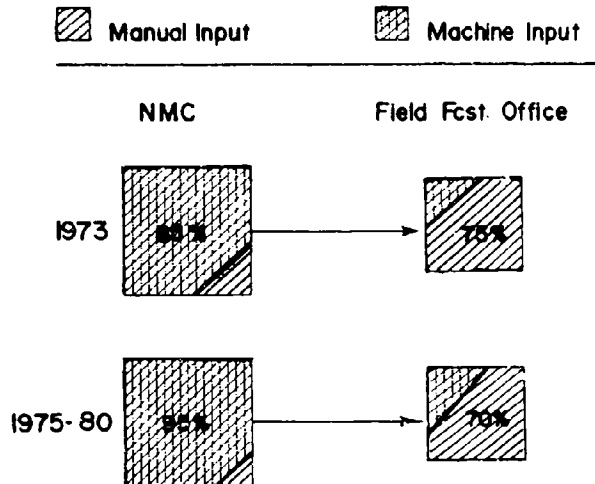 Manual Input
Machine Input
NMC
Field Fcst. Office
1973
75%
1975-80
70%